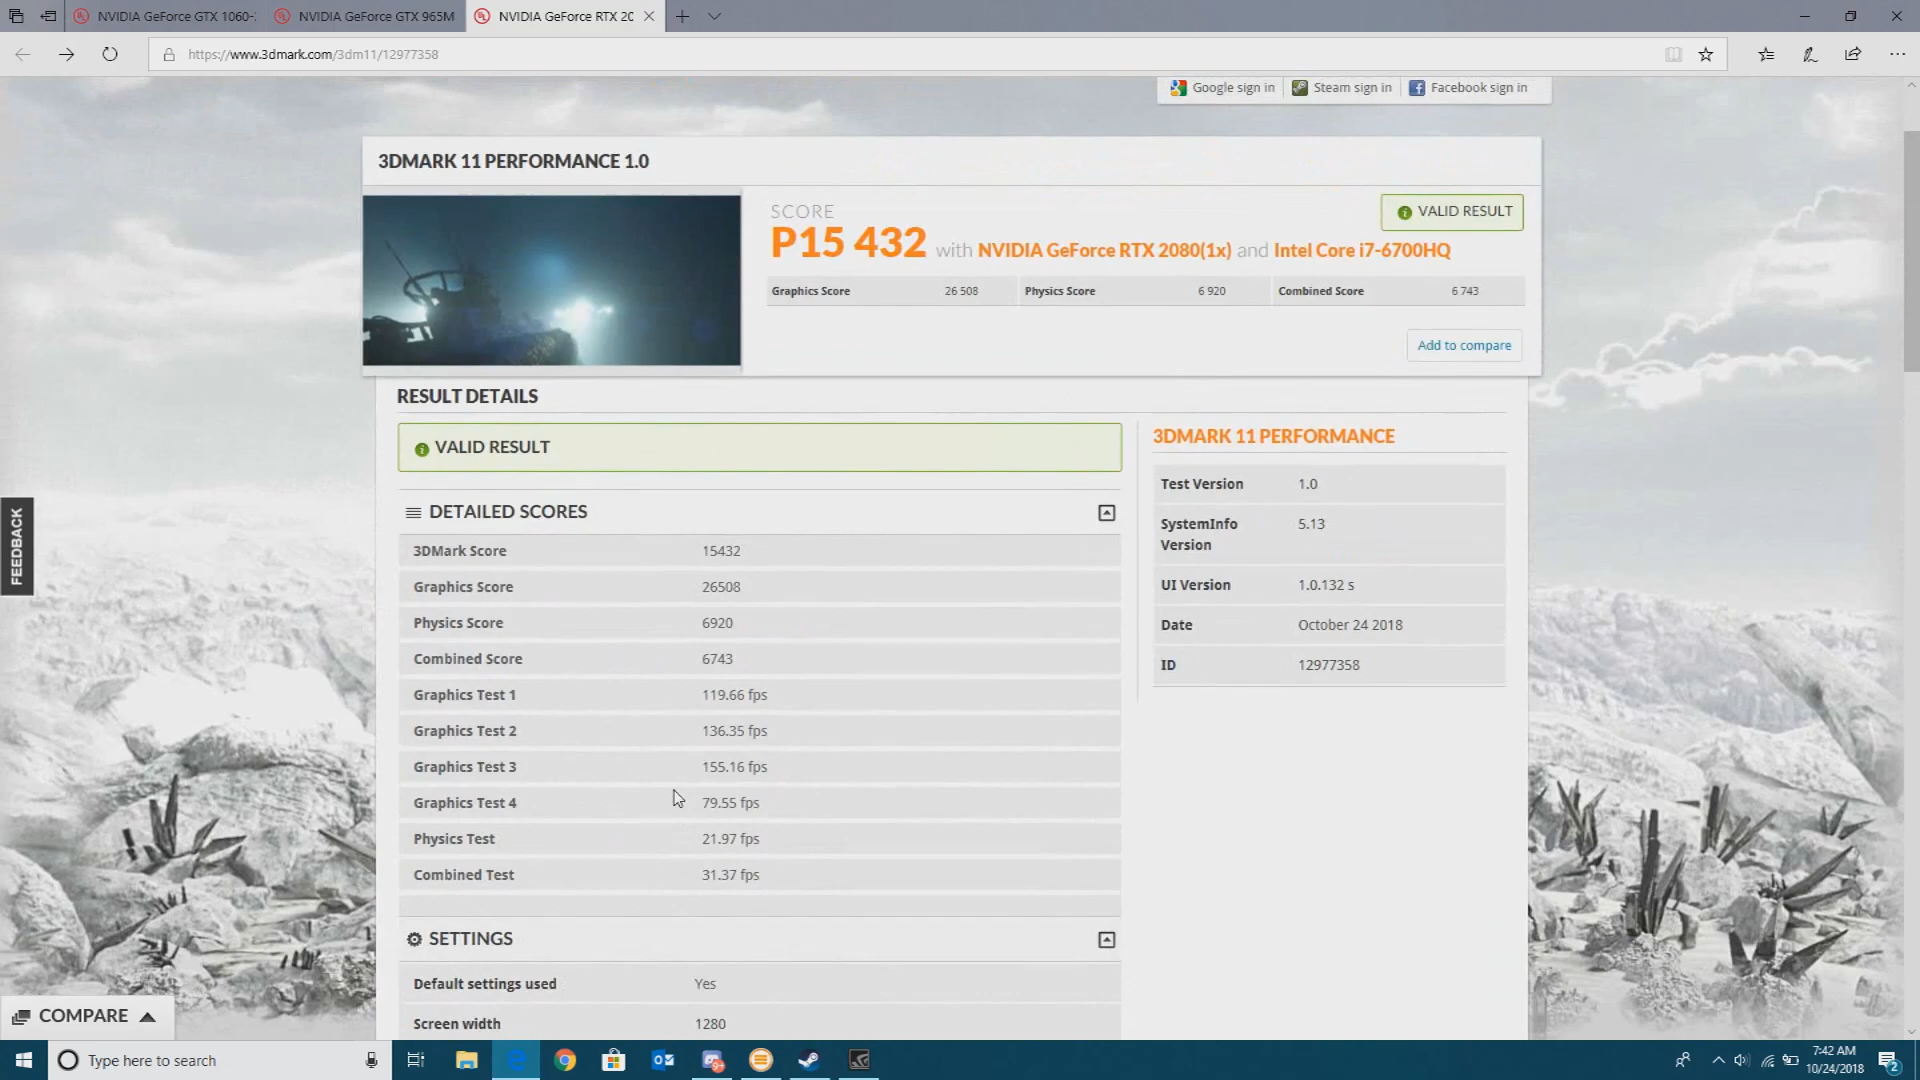 NVIDIA GeForce GTX 1060-
NVIDIA GeForce GTX 965M
NVIDIA GeForce RTX 20
https://www.3dmark.com/3dm11/12977358
Google sign in
Steam sign in
Facebook sign in
3DMARK 11 PERFORMANCE 1.0
SCORE
VALID RESULT
P15 432 with NVIDIA GeForce RTX 2080(1x) and Intel Core i7-6700HQ
Graphics Score 26 508 Physics Score 6 920 Combined Score 6 743
Add to compare
RESULT DETAILS
VALID RESULT
3DMARK 11 PERFORMANCE
Test Version 1.0
SystemInfo Version 5.13
UI Version 1.0.132 s
Date October 24 2018
ID 12977358
DETAILED SCORES
3DMark Score 15432
Graphics Score 26508
Physics Score 6920
Combined Score 6743
Graphics Test 1 119.66 fps
Graphics Test 2 136.35 fps
Graphics Test 3 155.16 fps
Graphics Test 4 79.55 fps
Physics Test 21.97 fps
Combined Test 31.37 fps
SETTINGS
Default settings used Yes
Screen width 1280
FEEDBACK
COMPARE
Type here to search
9+
7:42 AM
10/24/2018
2